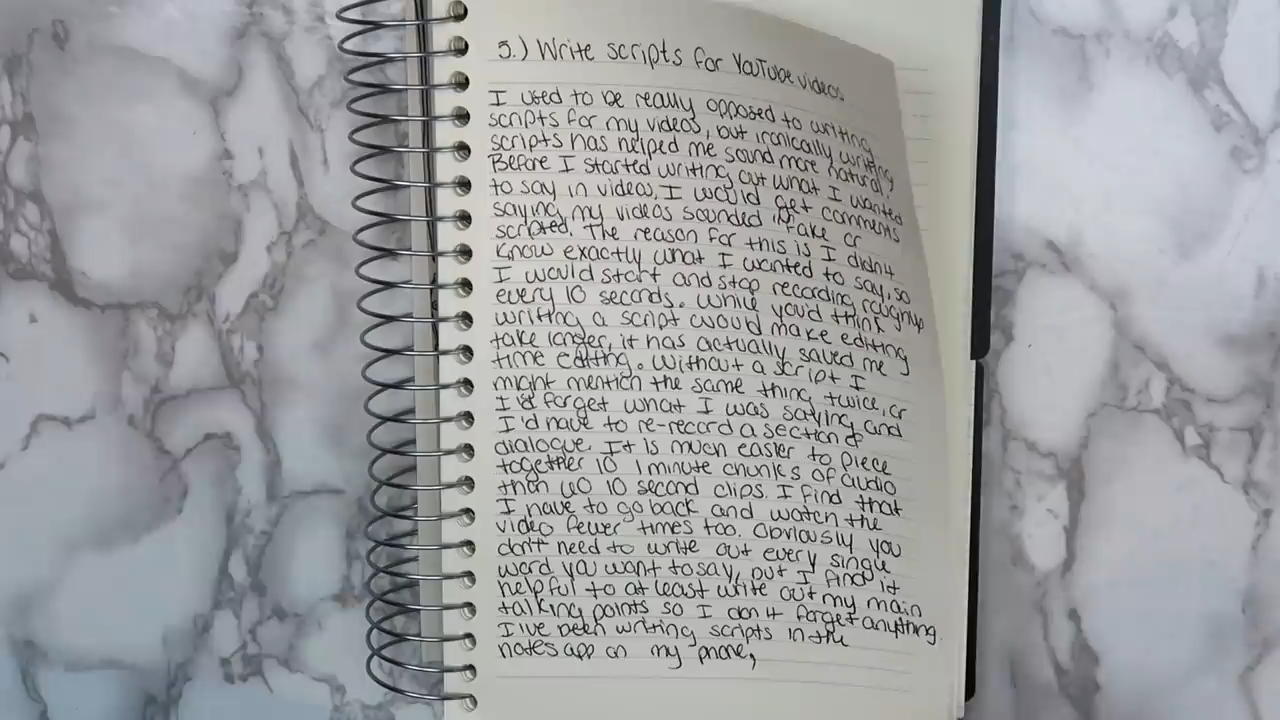 5.) Write scripts for YouTube videos
I used to be really opposed to writing
scripts for my videos, but ironically writing
scripts has helped me sound more natural.
Before I started writing out what I wanted
to say in videos, I would get comments
saying my videos sounded fake or
scripted. The reason for this is I didn't
know exactly what I wanted to say, so
I would start and stop recording roughly
every 10 seconds. While you'd think
writing a script would make editing
take longer, it has actually saved me
time editing. Without a script I
might mention the same thing twice, or
I'd forget what I was saying and
I'd have to re-record a section of
dialogue. It is much easier to piece
together 10 1 minute chunks of audio
than 60 10 second clips. I find that
I have to go back and watch the
video fewer times too. Obviously you
don't need to write out every single
word you want to say, but I find it
helpful to at least write out my main
talking points so I don't forget anything.
I've been writing scripts in the
notes app on my phone,